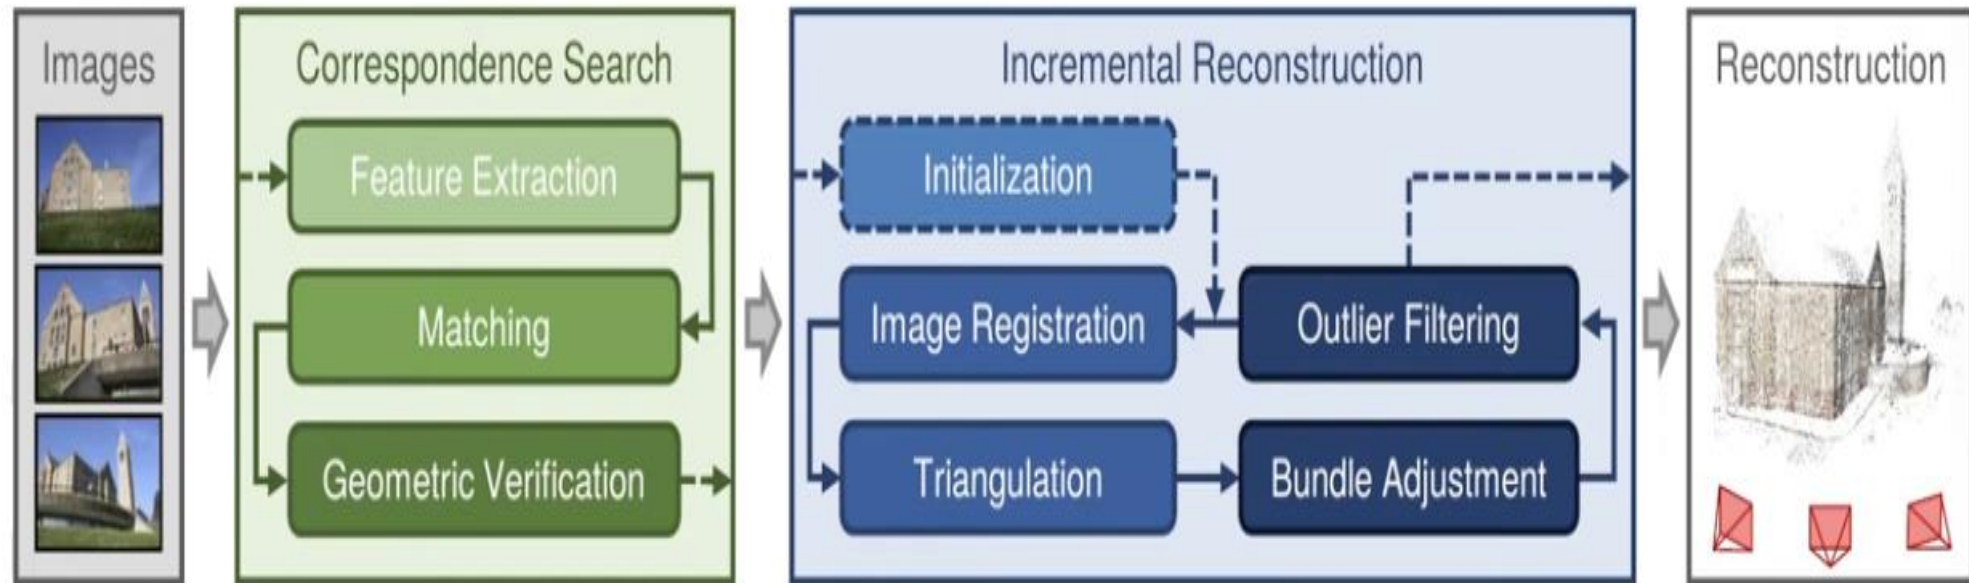 Images
Correspondence Search
Feature Extraction
Matching
Geometric Verification
Incremental Reconstruction
Initialization
Image Registration
Outlier Filtering
Triangulation
Bundle Adjustment
Reconstruction